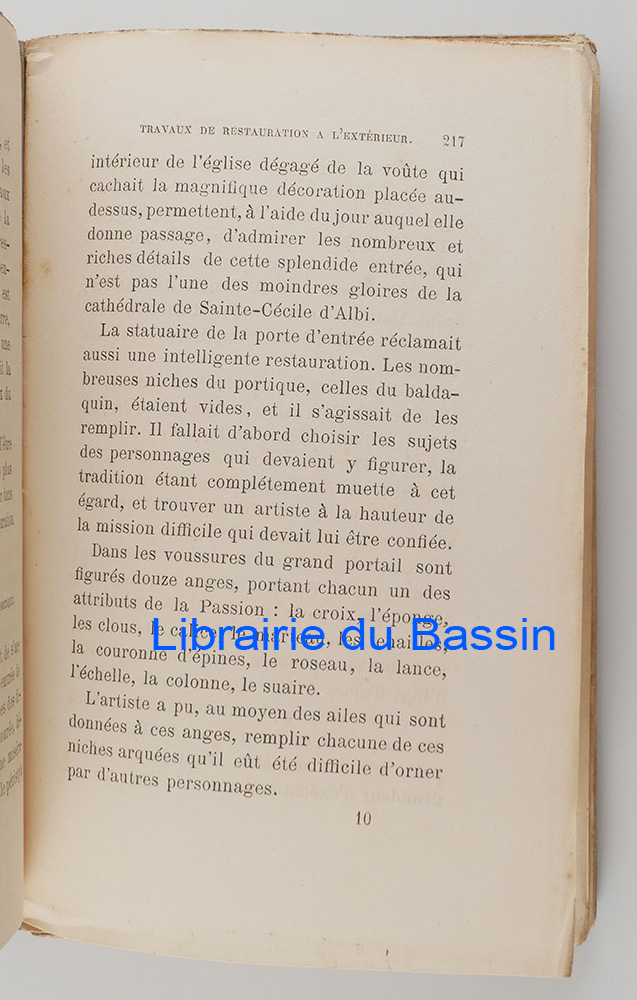 TRAVAUX DE RESTAURATION A L'EXTÉRIEUR. 217
intérieur de l'église dégagé de la voûte qui
cachait la magnifique décoration placée au-
dessus, permettent, à l'aide du jour auquel elle
donne passage, d'admirer les nombreux et
riches détails de cette splendide entrée, qui
n'est pas l'une des moindres gloires de la
cathédrale de Sainte-Cécile d'Albi.
La statuaire de la porte d'entrée réclamait
aussi une intelligente restauration. Les nom-
breuses niches du portique, celles du balda-
quin, étaient vides, et il s'agissait de les
remplir. Il fallait d'abord choisir les sujets
des personnages qui devaient y figurer, la
tradition étant complétement muette à cet
égard, et trouver un artiste à la hauteur de
la mission difficile qui devait lui être confiée.
Dans les voussures du grand portail sont
figurés douze anges, portant chacun un des
attributs de la Passion : la croix, l'éponge,
les clous, le calice, le marteau, les tenailles,
Librairie du Bassin
la couronne d'épines, le roseau, la lance,
l'échelle, la colonne, le suaire.
L'artiste a pu, au moyen des ailes qui sont
données à ces anges, remplir chacune de ces
niches arquées qu'il eût été difficile d'orner
par d'autres personnages.
10